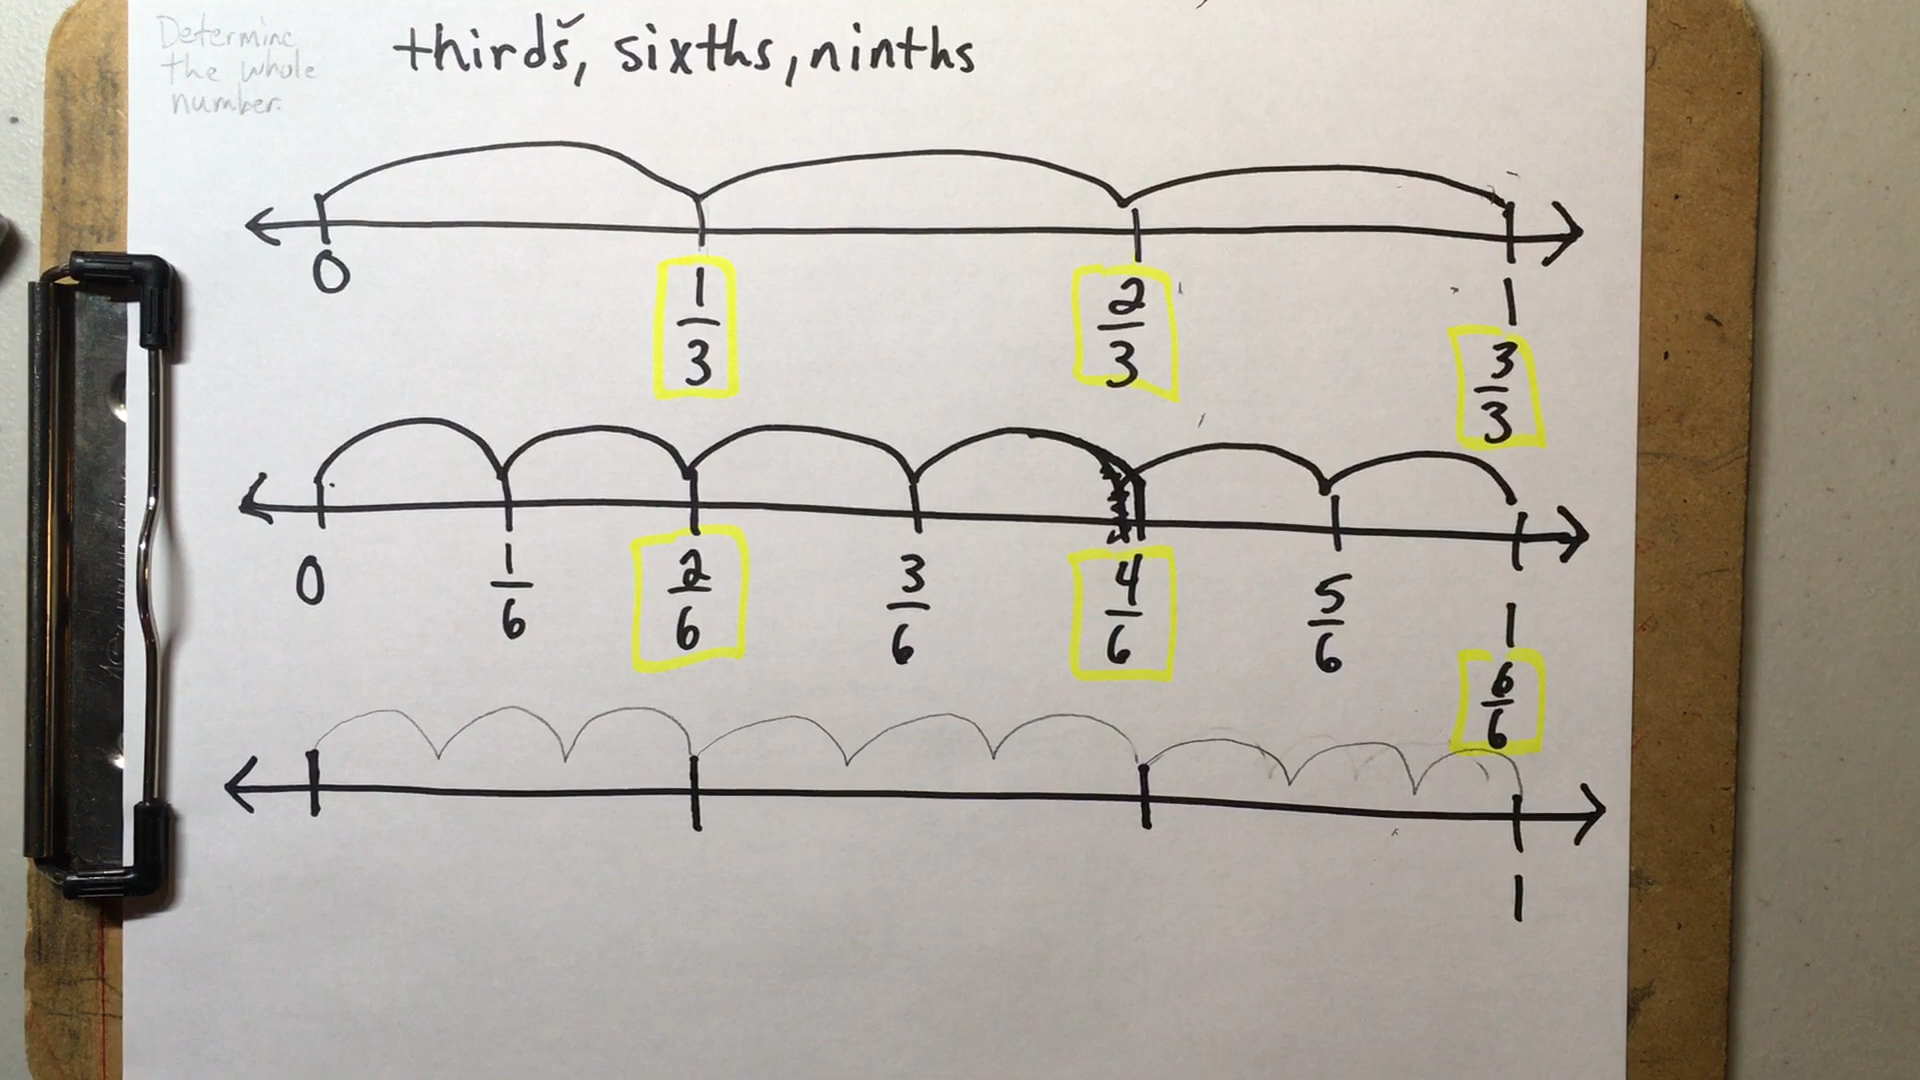 Determine
the whole
number.
thirds, sixths, ninths
0 1/3 2/3 1
3/3
0 1/6 2/6 3/6 4/6 5/6 1
6/6
1